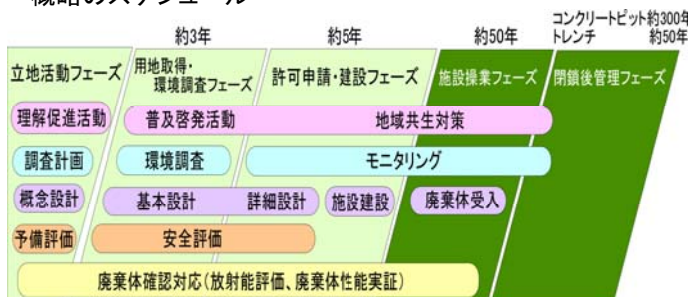 概略のスケジュール
コンクリートピット約300年
約3年 約5年 約50年 トレンチ 約50年
立地活動フェーズ
用地取得・
環境調査フェーズ
許可申請・建設フェーズ
施設操業フェーズ
閉鎖後管理フェーズ
理解促進活動 普及啓発活動 地域共生対策
調査計画 環境調査 モニタリング
概念設計 基本設計 詳細設計 施設建設 廃棄体受入
予備評価 安全評価
廃棄体確認対応(放射能評価、廃棄体性能実証)